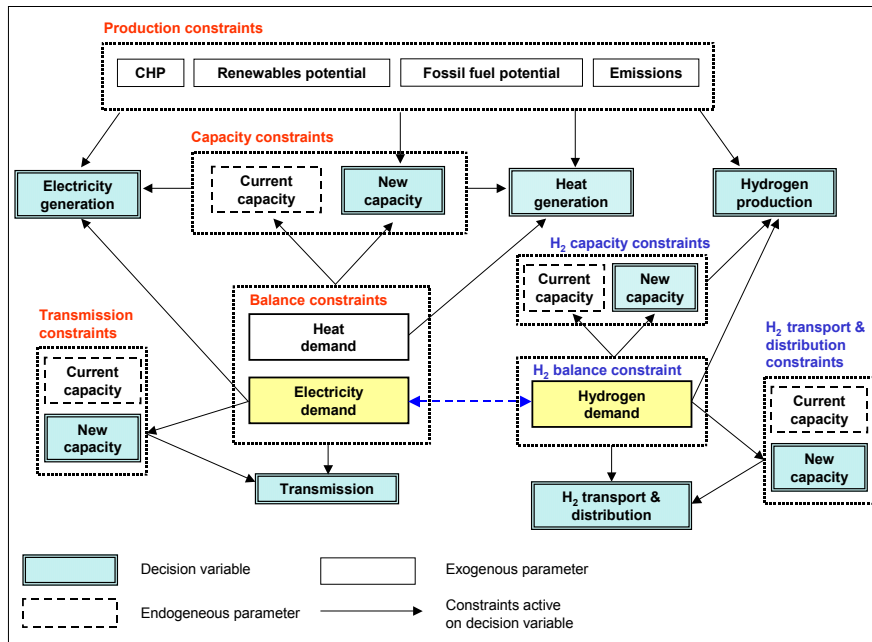 Production constraints
CHP
Renewables potential
Fossil fuel potential
Emissions
Capacity constraints
Electricity
generation
Current
capacity
New
capacity
Heat
generation
Hydrogen
production
H₂ capacity constraints
Current
capacity
New
capacity
Balance constraints
Heat
demand
Electricity
demand
Transmission
constraints
Current
capacity
New
capacity
H₂ balance constraint
Hydrogen
demand
H₂ transport &
distribution
constraints
Current
capacity
New
capacity
Transmission
H₂ transport &
distribution
Decision variable
Exogenous parameter
Endogeneous parameter
Constraints active
on decision variable